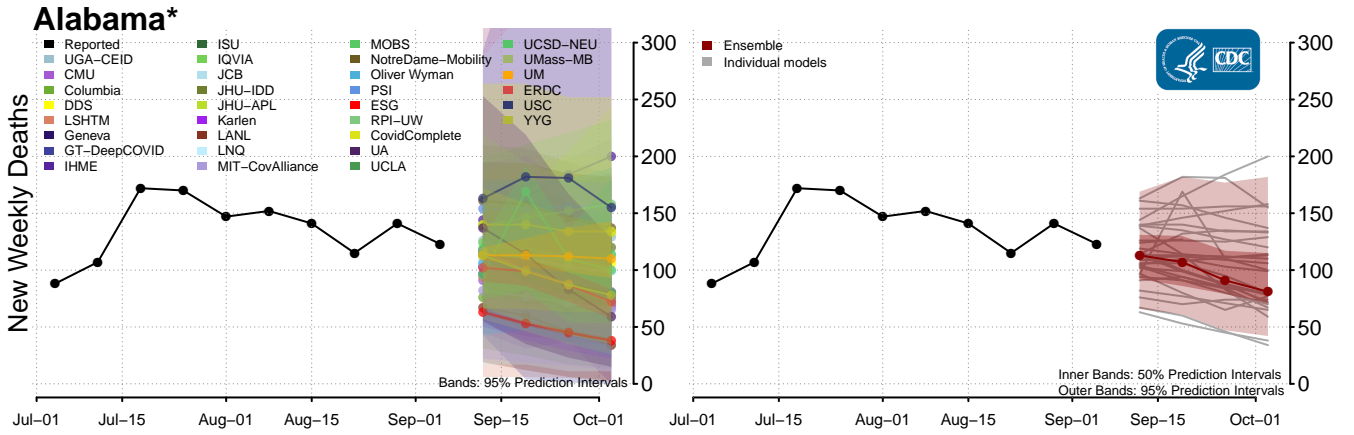 Alabama*
New Weekly Deaths
Reported
UGA−CEID
CMU
Columbia
DDS
LSHTM
Geneva
GT−DeepCOVID
IHME
ISU
IQVIA
JCB
JHU−IDD
JHU−APL
Karlen
LANL
LNQ
MIT−CovAlliance
MOBS
NotreDame−Mobility
Oliver Wyman
PSI
ESG
RPI−UW
CovidComplete
UA
UCLA
UCSD−NEU
UMass−MB
UM
ERDC
USC
YYG
Bands: 95% Prediction Intervals
300
250
200
150
100
50
0
Jul−01
Jul−15
Aug−01
Aug−15
Sep−01
Sep−15
Oct−01
Ensemble
Individual models
CDC
Inner Bands: 50% Prediction Intervals
Outer Bands: 95% Prediction Intervals
300
250
200
150
100
50
0
Jul−01
Jul−15
Aug−01
Aug−15
Sep−01
Sep−15
Oct−01